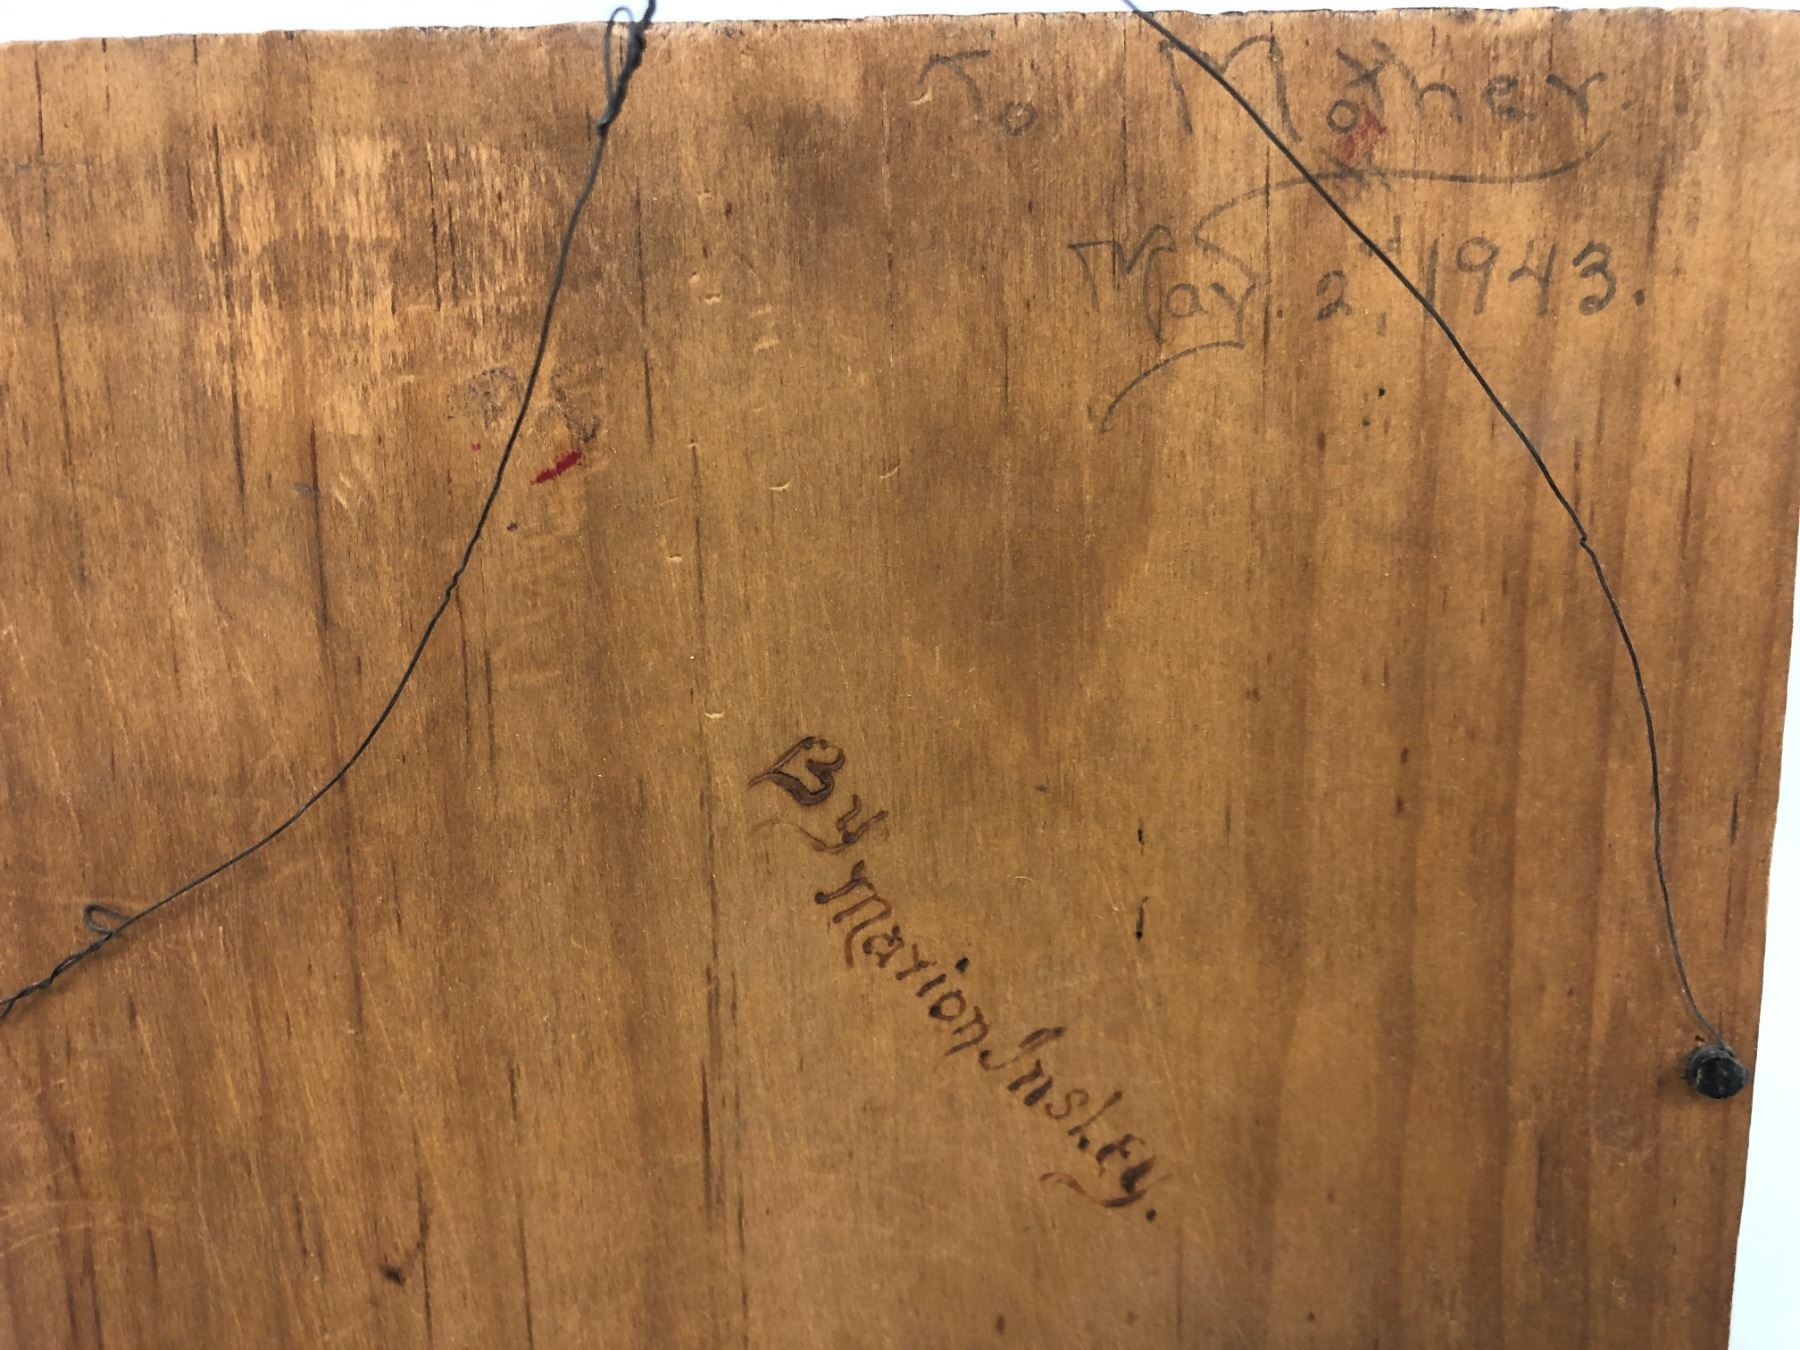 To Mother.
May. 2, 1943.
By Marion Insley.